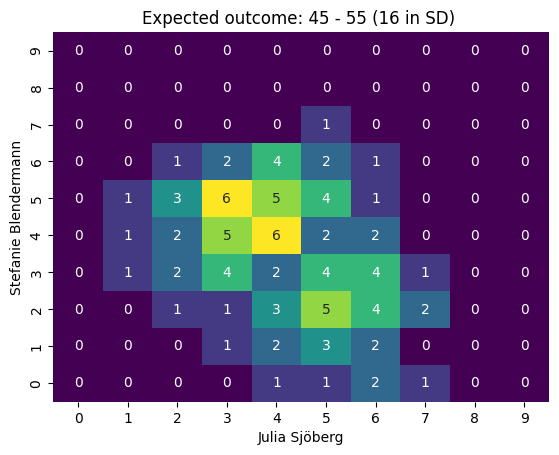 Expected outcome: 45 - 55 (16 in SD)
9 0 0 0 0 0 0 0 0 0 0
8 0 0 0 0 0 0 0 0 0 0
7 0 0 0 0 0 1 0 0 0 0
6 0 0 1 2 4 2 1 0 0 0
5 0 1 3 6 5 4 1 0 0 0
4 0 1 2 5 6 2 2 0 0 0
3 0 1 2 4 2 4 4 1 0 0
2 0 0 1 1 3 5 4 2 0 0
1 0 0 0 1 2 3 2 0 0 0
0 0 0 0 0 1 1 2 1 0 0
0 1 2 3 4 5 6 7 8 9
Stefanie Blendermann
Julia Sjöberg